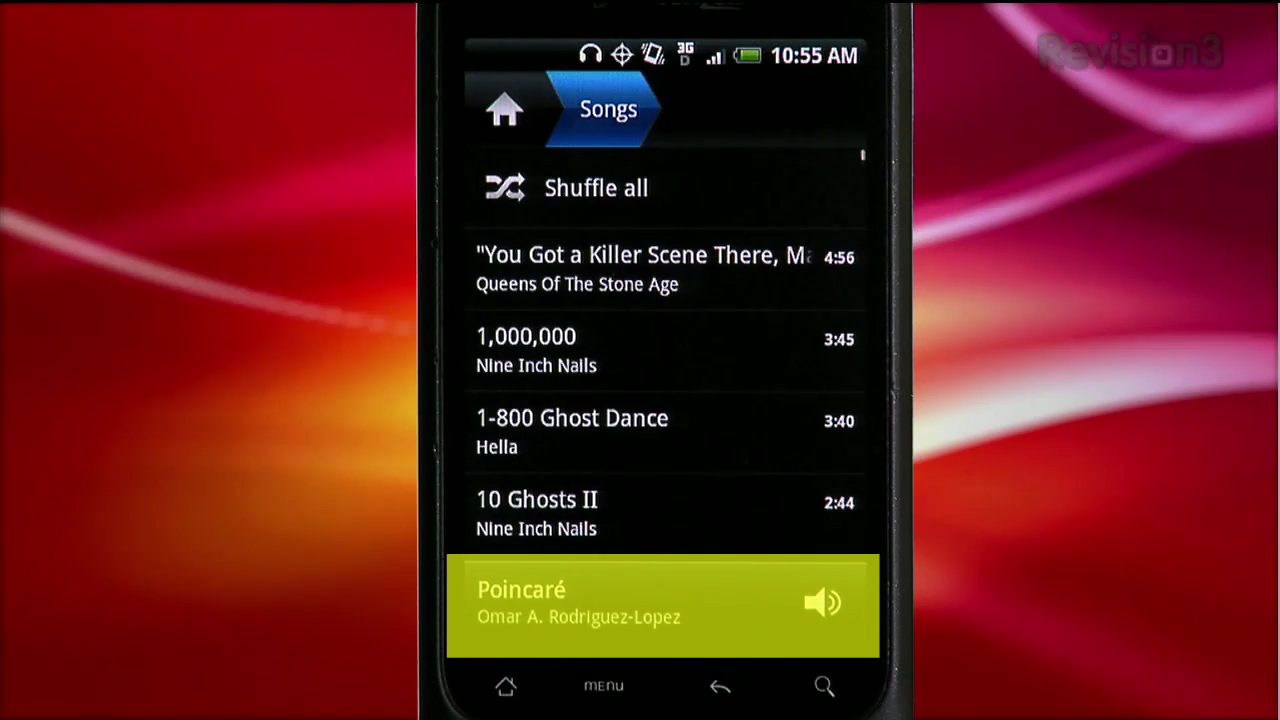 Revision3
3G
D
10:55 AM
Songs
Shuffle all
"You Got a Killer Scene There, Ma
4:56
Queens Of The Stone Age
1,000,000
3:45
Nine Inch Nails
1-800 Ghost Dance
3:40
Hella
10 Ghosts II
2:44
Nine Inch Nails
Poincaré
Omar A. Rodriguez-Lopez
MENU